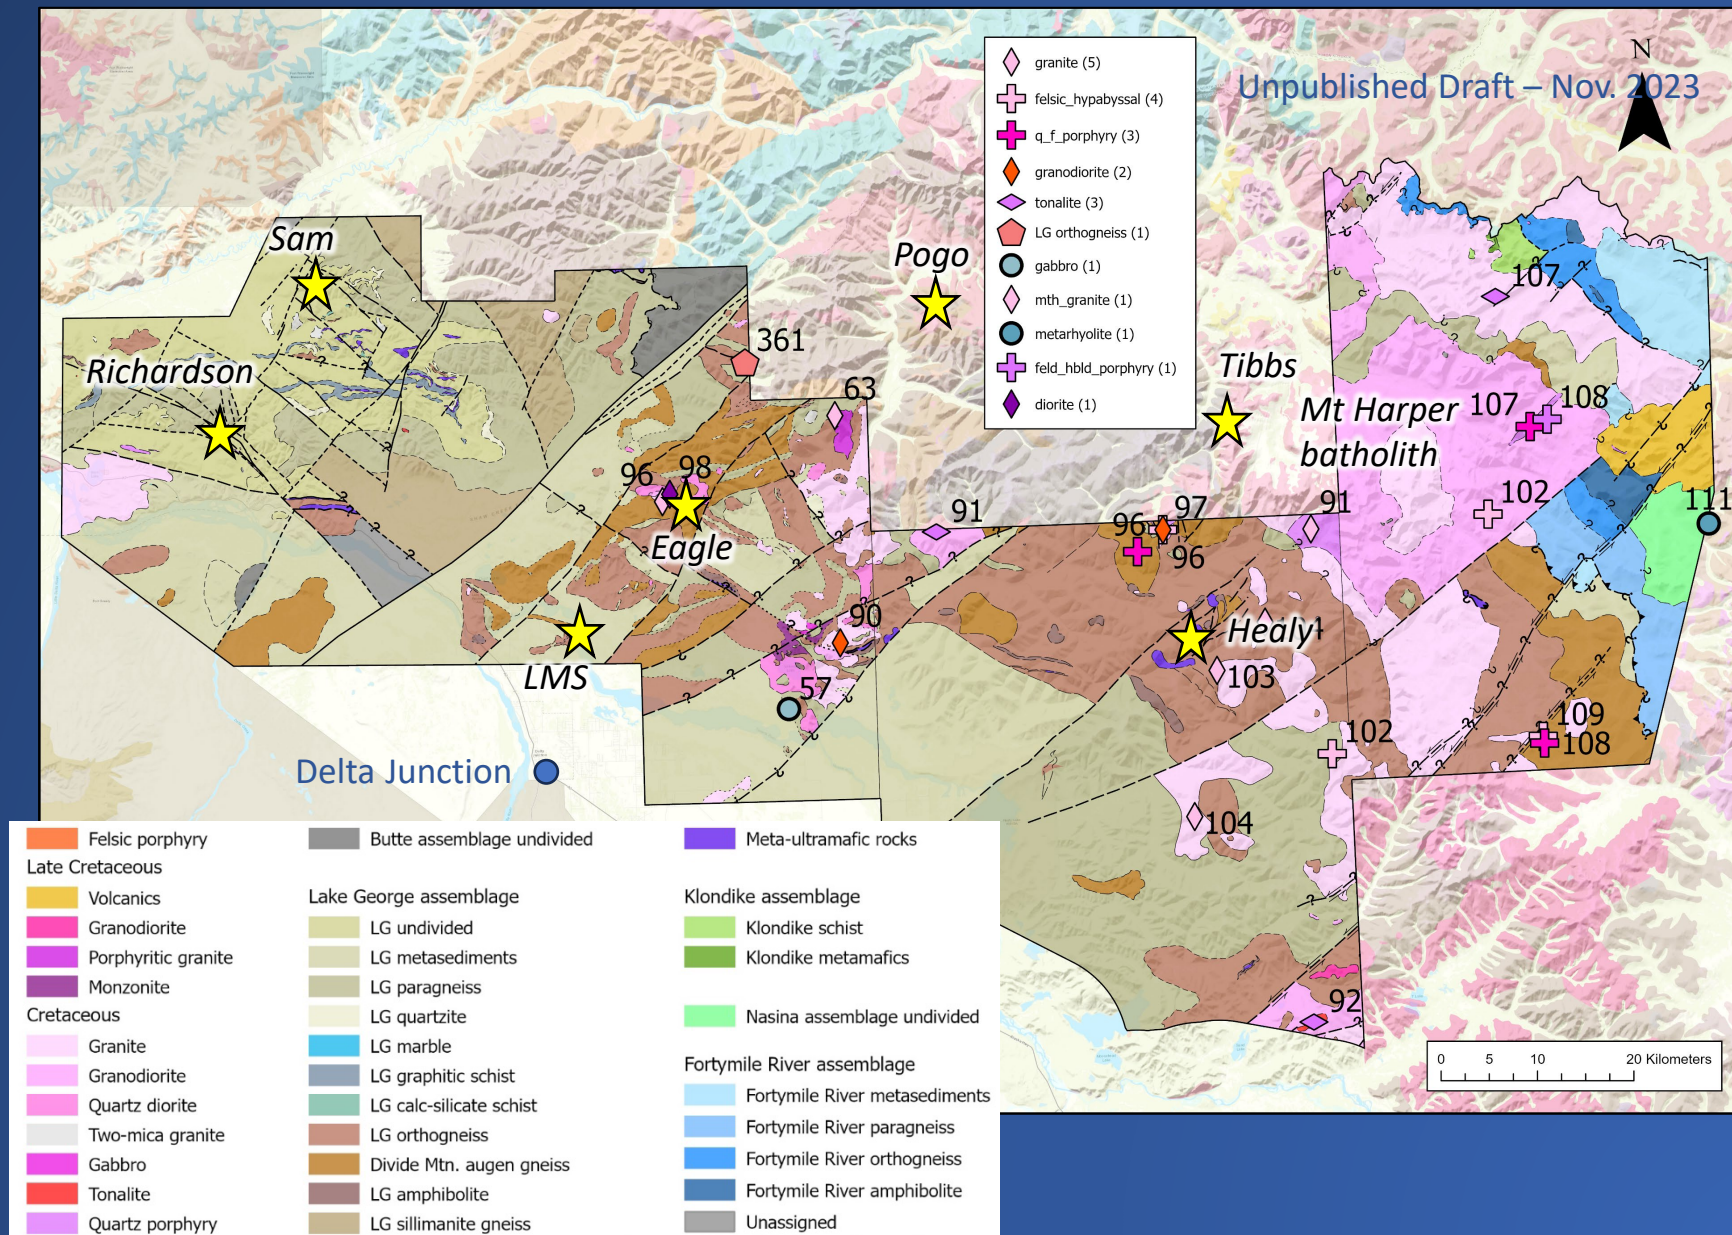 Unpublished Draft – Nov. 2023
N
granite (5)
felsic_hypabyssal (4)
q_f_porphyry (3)
granodiorite (2)
tonalite (3)
LG orthogneiss (1)
gabbro (1)
mth_granite (1)
metarhyolite (1)
feld_hbld_porphyry (1)
diorite (1)
Sam
Pogo
Richardson
Tibbs
Mt Harper
batholith
Eagle
LMS
Healy
Delta Junction
107
361
63
107
108
96
98
91
97
96
96
91
102
111
90
103
57
102
109
108
104
92
0 5 10 20 Kilometers
Felsic porphyry
Late Cretaceous
Volcanics
Granodiorite
Porphyritic granite
Monzonite
Cretaceous
Granite
Granodiorite
Quartz diorite
Two-mica granite
Gabbro
Tonalite
Quartz porphyry
Butte assemblage undivided
Lake George assemblage
LG undivided
LG metasediments
LG paragneiss
LG quartzite
LG marble
LG graphitic schist
LG calc-silicate schist
LG orthogneiss
Divide Mtn. augen gneiss
LG amphibolite
LG sillimanite gneiss
Meta-ultramafic rocks
Klondike assemblage
Klondike schist
Klondike metamafics
Nasina assemblage undivided
Fortymile River assemblage
Fortymile River metasediments
Fortymile River paragneiss
Fortymile River orthogneiss
Fortymile River amphibolite
Unassigned